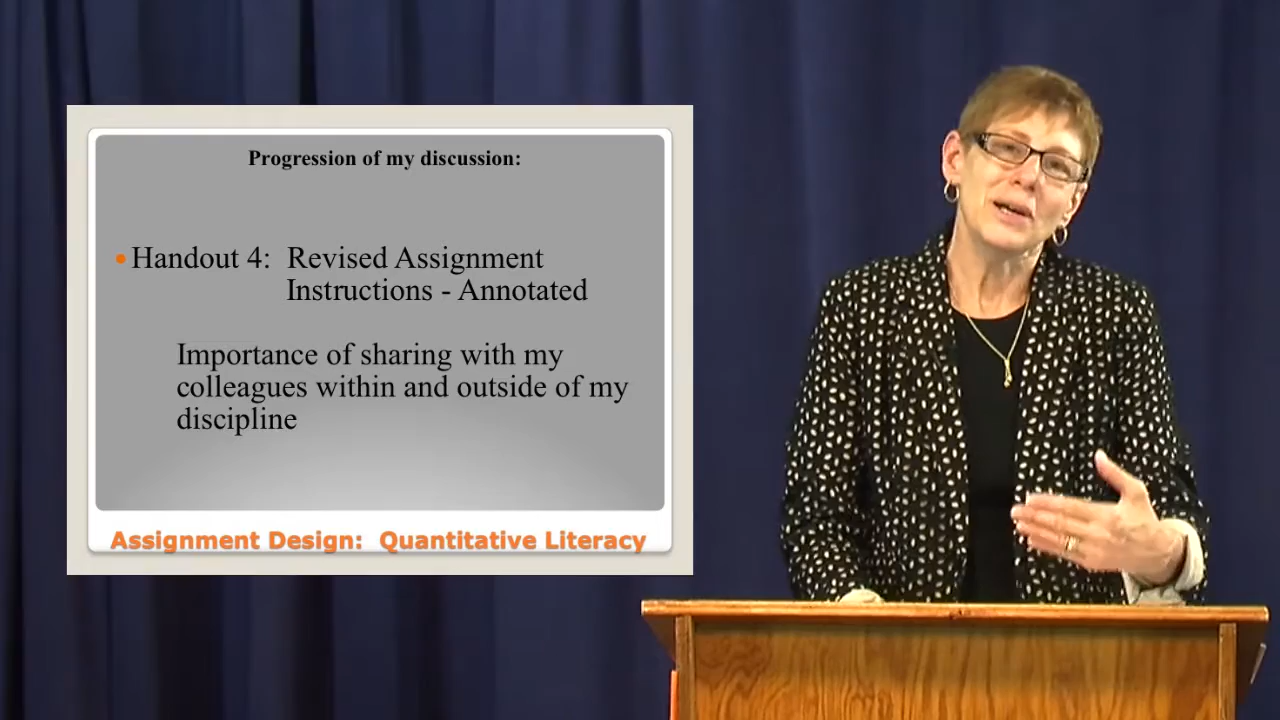 Progression of my discussion:
Handout 4: Revised Assignment
Instructions - Annotated
Importance of sharing with my
colleagues within and outside of my
discipline
Assignment Design: Quantitative Literacy